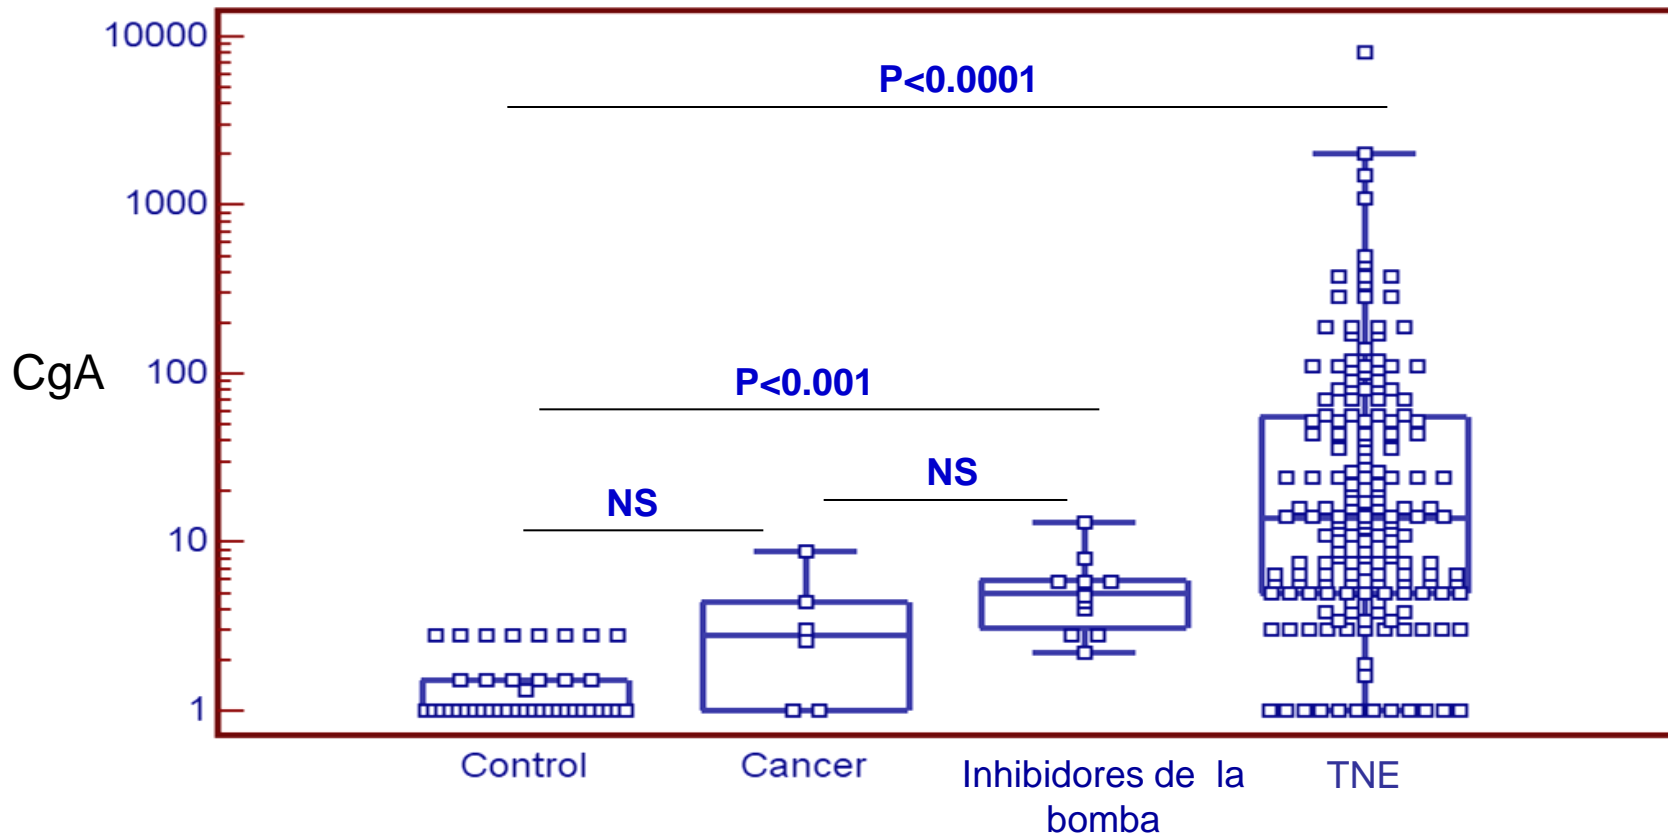 10000
P<0.0001
1000
CgA
100
P<0.001
NS
NS
10
1
Control
Cancer
Inhibidores de la
bomba
TNE